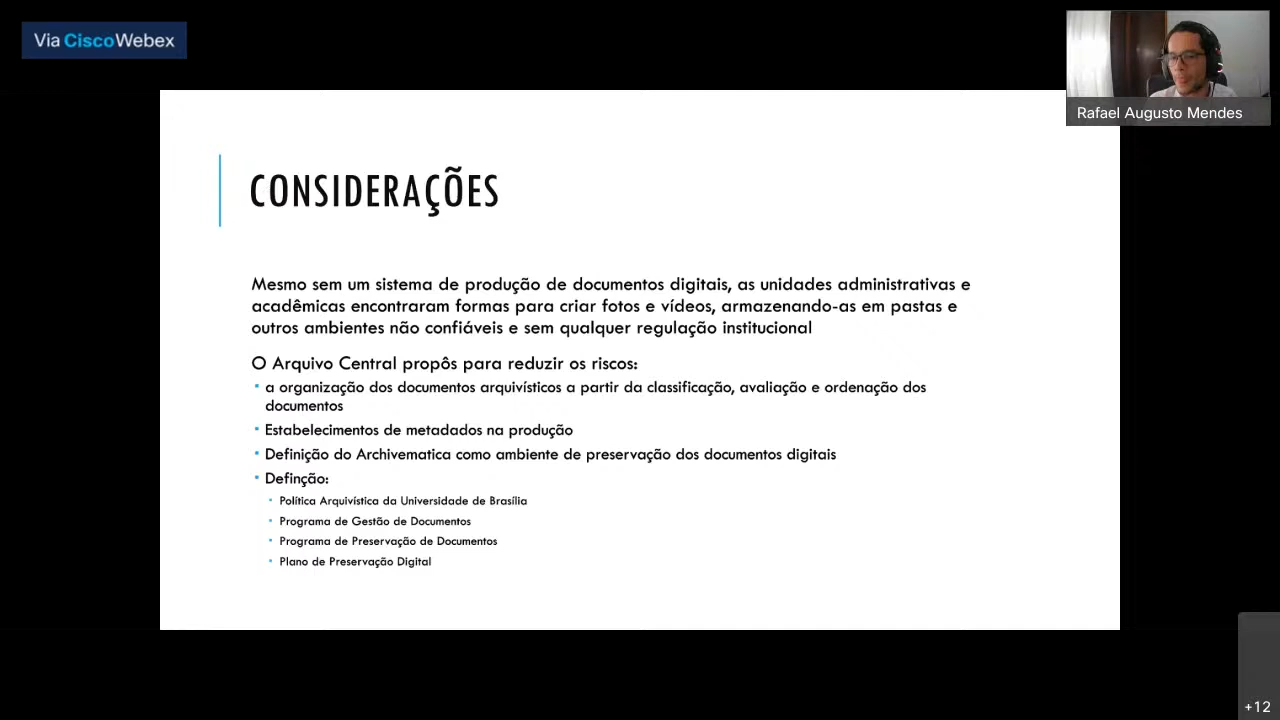 Via Cisco Webex
Rafael Augusto Mendes
CONSIDERAÇÕES
Mesmo sem um sistema de produção de documentos digitais, as unidades administrativas e
acadêmicas encontraram formas para criar fotos e vídeos, armazenando-as em pastas e
outros ambientes não confiáveis e sem qualquer regulação institucional
O Arquivo Central propôs para reduzir os riscos:
▪ a organização dos documentos arquivísticos a partir da classificação, avaliação e ordenação dos
documentos
▪ Estabelecimentos de metadados na produção
▪ Definição do Archivematica como ambiente de preservação dos documentos digitais
▪ Definção:
▪ Política Arquivística da Universidade de Brasília
▪ Programa de Gestão de Documentos
▪ Programa de Preservação de Documentos
▪ Plano de Preservação Digital
+12